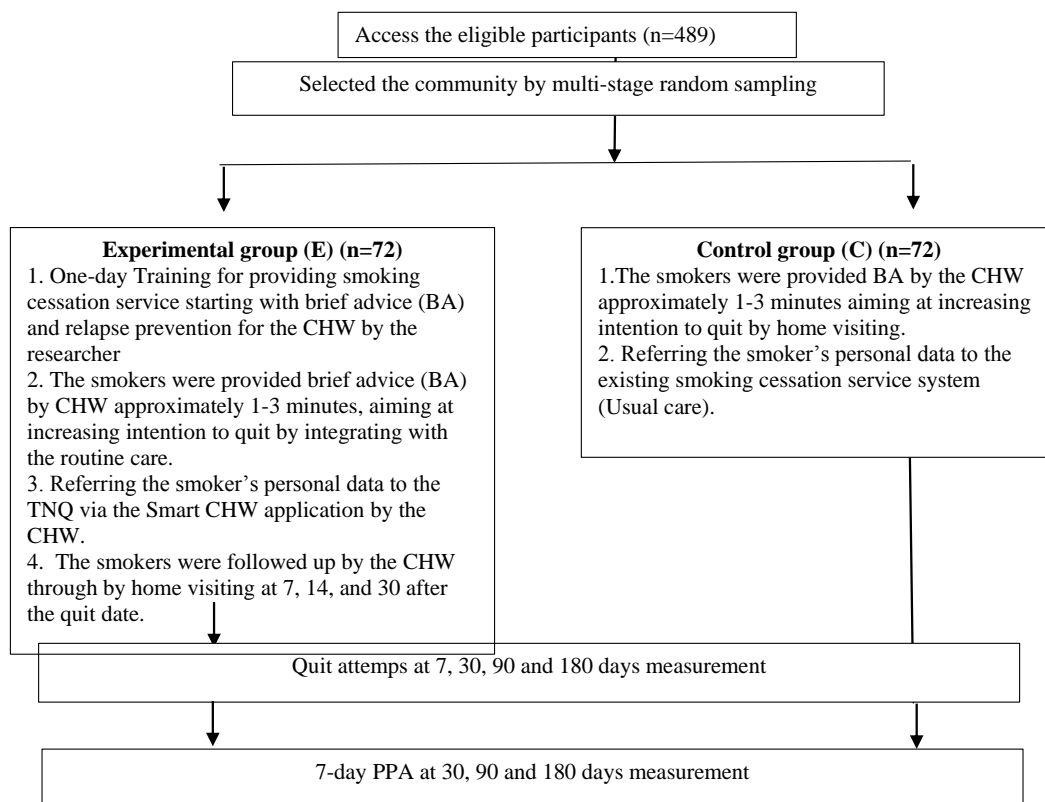 Access the eligible participants (n=489)
Selected the community by multi-stage random sampling
Experimental group (E) (n=72)
1. One-day Training for providing smoking
cessation service starting with brief advice (BA)
and relapse prevention for the CHW by the
researcher
2. The smokers were provided brief advice (BA)
by CHW approximately 1-3 minutes, aiming at
increasing intention to quit by integrating with
the routine care.
3. Referring the smoker's personal data to the
TNQ via the Smart CHW application by the
CHW.
4.  The smokers were followed up by the CHW
through by home visiting at 7, 14, and 30 after
the quit date.
Control group (C) (n=72)
1.The smokers were provided BA by the CHW
approximately 1-3 minutes aiming at increasing
intention to quit by home visiting.
2. Referring the smoker's personal data to the
existing smoking cessation service system
(Usual care).
Quit attemps at 7, 30, 90 and 180 days measurement
7-day PPA at 30, 90 and 180 days measurement